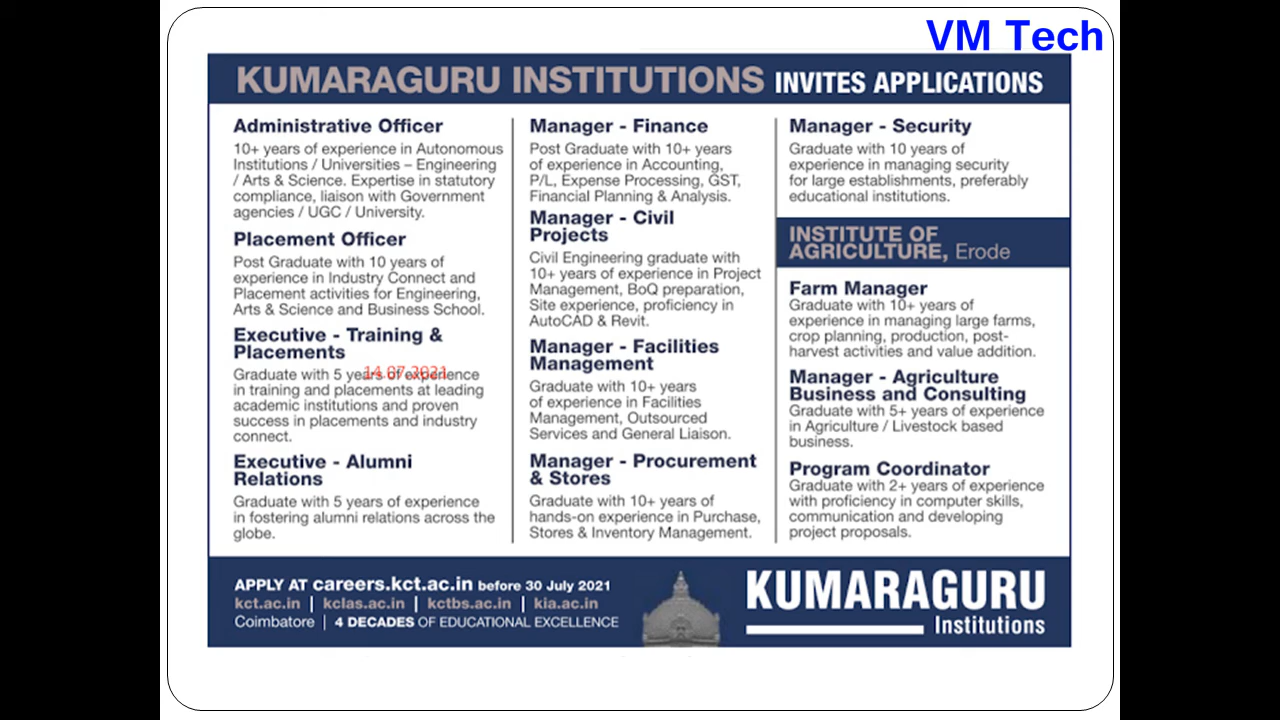 VM Tech
KUMARAGURU INSTITUTIONS INVITES APPLICATIONS
Administrative Officer
10+ years of experience in Autonomous
Institutions / Universities – Engineering
/ Arts & Science. Expertise in statutory
compliance, liaison with Government
agencies / UGC / University.
Placement Officer
Post Graduate with 10 years of
experience in Industry Connect and
Placement activities for Engineering,
Arts & Science and Business School.
Executive - Training &
Placements
14.07.2021
Graduate with 5 years of experience
in training and placements at leading
academic institutions and proven
success in placements and industry
connect.
Executive - Alumni
Relations
Graduate with 5 years of experience
in fostering alumni relations across the
globe.
Manager - Finance
Post Graduate with 10+ years
of experience in Accounting,
P/L, Expense Processing, GST,
Financial Planning & Analysis.
Manager - Civil
Projects
Civil Engineering graduate with
10+ years of experience in Project
Management, BoQ preparation,
Site experience, proficiency in
AutoCAD & Revit.
Manager - Facilities
Management
Graduate with 10+ years
of experience in Facilities
Management, Outsourced
Services and General Liaison.
Manager - Procurement
& Stores
Graduate with 10+ years of
hands-on experience in Purchase,
Stores & Inventory Management.
Manager - Security
Graduate with 10 years of
experience in managing security
for large establishments, preferably
educational institutions.
INSTITUTE OF
AGRICULTURE, Erode
Farm Manager
Graduate with 10+ years of
experience in managing large farms,
crop planning, production, post-
harvest activities and value addition.
Manager - Agriculture
Business and Consulting
Graduate with 5+ years of experience
in Agriculture / Livestock based
business.
Program Coordinator
Graduate with 2+ years of experience
with proficiency in computer skills,
communication and developing
project proposals.
APPLY AT careers.kct.ac.in before 30 July 2021
kct.ac.in | kclas.ac.in | kctbs.ac.in | kia.ac.in
Coimbatore | 4 DECADES OF EDUCATIONAL EXCELLENCE
KUMARAGURU
Institutions